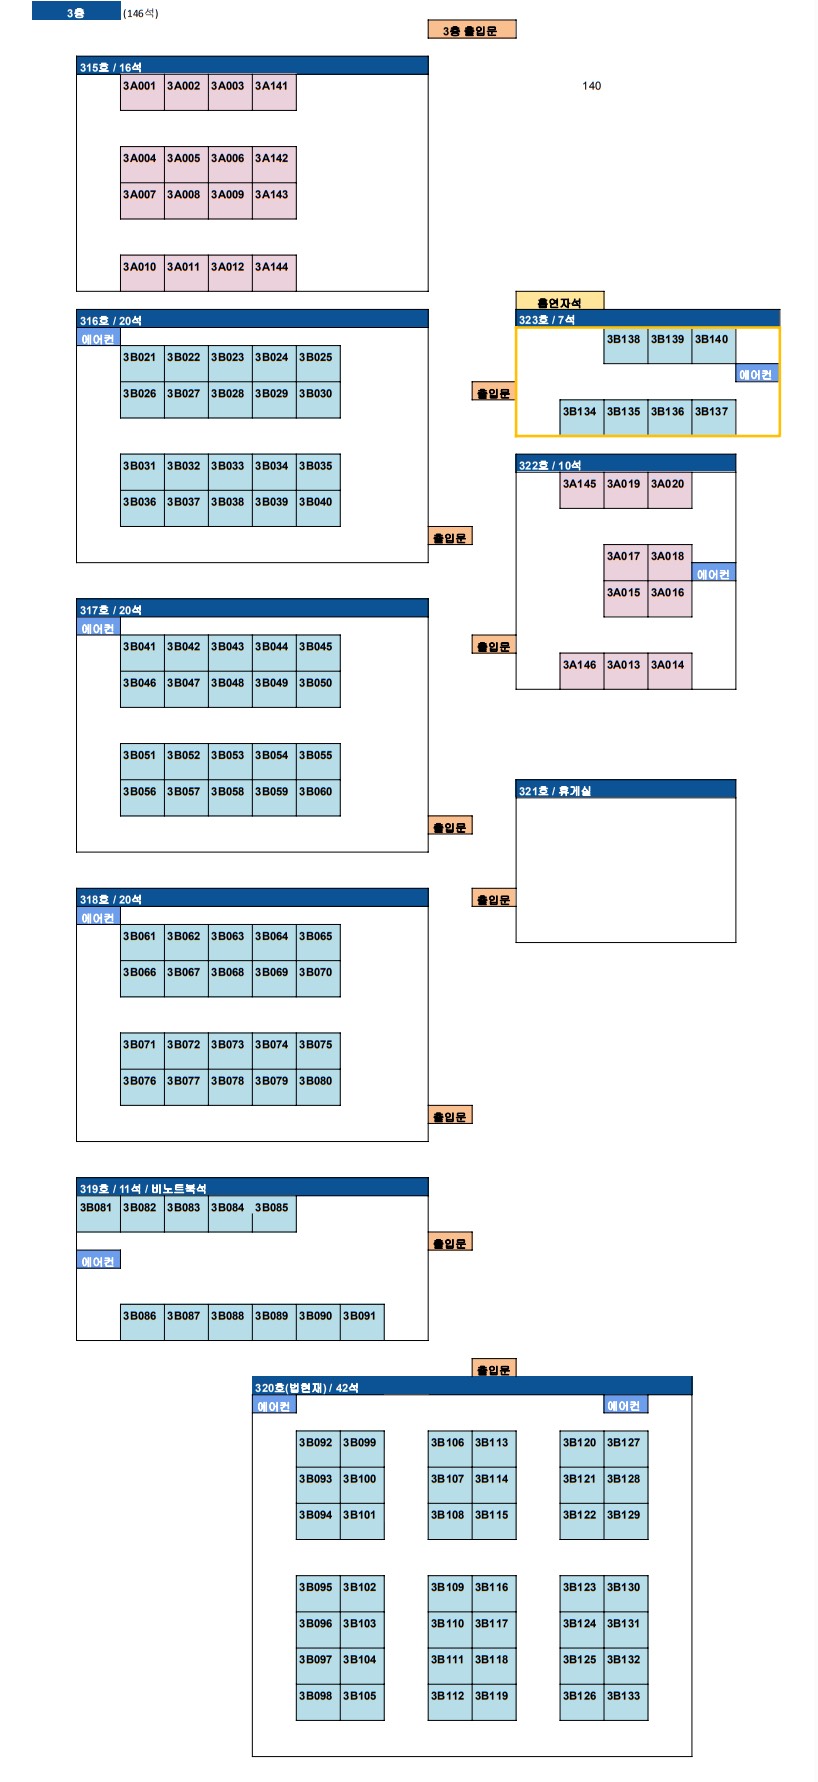 3층 (146석)
3층 출입문
315호 / 16석
3A001 3A002 3A003 3A141
140
3A004 3A005 3A006 3A142
3A007 3A008 3A009 3A143
3A010 3A011 3A012 3A144
흡연자석
316호 / 20석
323호 / 7석
에어컨
3B138 3B139 3B140
3B021 3B022 3B023 3B024 3B025
에어컨
3B026 3B027 3B028 3B029 3B030
출입문
3B134 3B135 3B136 3B137
3B031 3B032 3B033 3B034 3B035
322호 / 10석
3A145 3A019 3A020
3B036 3B037 3B038 3B039 3B040
출입문
3A017 3A018
에어컨
3A015 3A016
317호 / 20석
에어컨
3B041 3B042 3B043 3B044 3B045
출입문
3A146 3A013 3A014
3B046 3B047 3B048 3B049 3B050
3B051 3B052 3B053 3B054 3B055
3B056 3B057 3B058 3B059 3B060
321호 / 휴게실
출입문
318호 / 20석
출입문
에어컨
3B061 3B062 3B063 3B064 3B065
3B066 3B067 3B068 3B069 3B070
3B071 3B072 3B073 3B074 3B075
3B076 3B077 3B078 3B079 3B080
출입문
319호 / 11석 / 비노트북석
3B081 3B082 3B083 3B084 3B085
출입문
에어컨
3B086 3B087 3B088 3B089 3B090 3B091
출입문
320호(법현재) / 42석
에어컨 에어컨
3B092 3B099 3B106 3B113 3B120 3B127
3B093 3B100 3B107 3B114 3B121 3B128
3B094 3B101 3B108 3B115 3B122 3B129
3B095 3B102 3B109 3B116 3B123 3B130
3B096 3B103 3B110 3B117 3B124 3B131
3B097 3B104 3B111 3B118 3B125 3B132
3B098 3B105 3B112 3B119 3B126 3B133